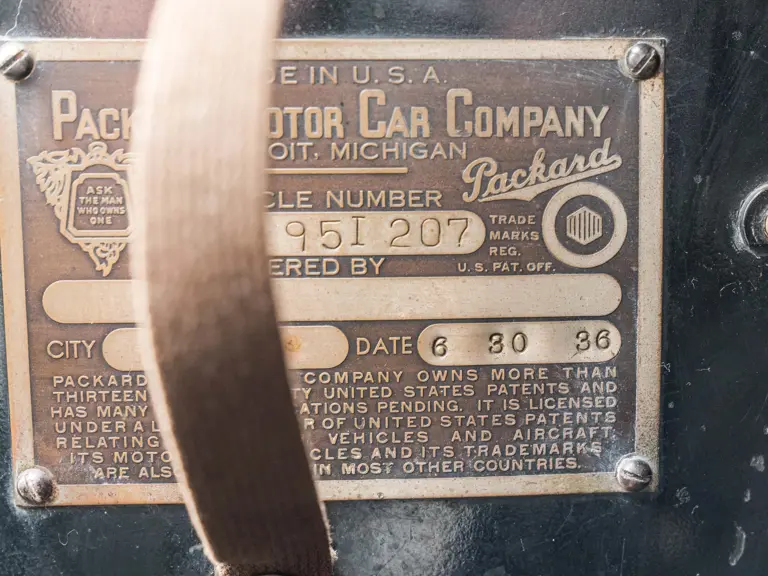 DE IN U.S.A.
PACK OTOR CAR COMPANY
OIT, MICHIGAN
Packard
ASK
THE MAN
WHO OWNS
ONE
CLE NUMBER
951 207
TRADE
MARKS
REG.
U.S. PAT. OFF.
ERED BY
CITY DATE 6 30 36
PACKARD COMPANY OWNS MORE THAN
THIRTEEN TY UNITED STATES PATENTS AND
HAS MANY ATIONS PENDING. IT IS LICENSED
UNDER A L R OF UNITED STATES PATENTS
RELATING VEHICLES AND AIRCRAFT.
ITS MOTO CLES AND ITS TRADEMARKS
ARE ALSO IN MOST OTHER COUNTRIES.